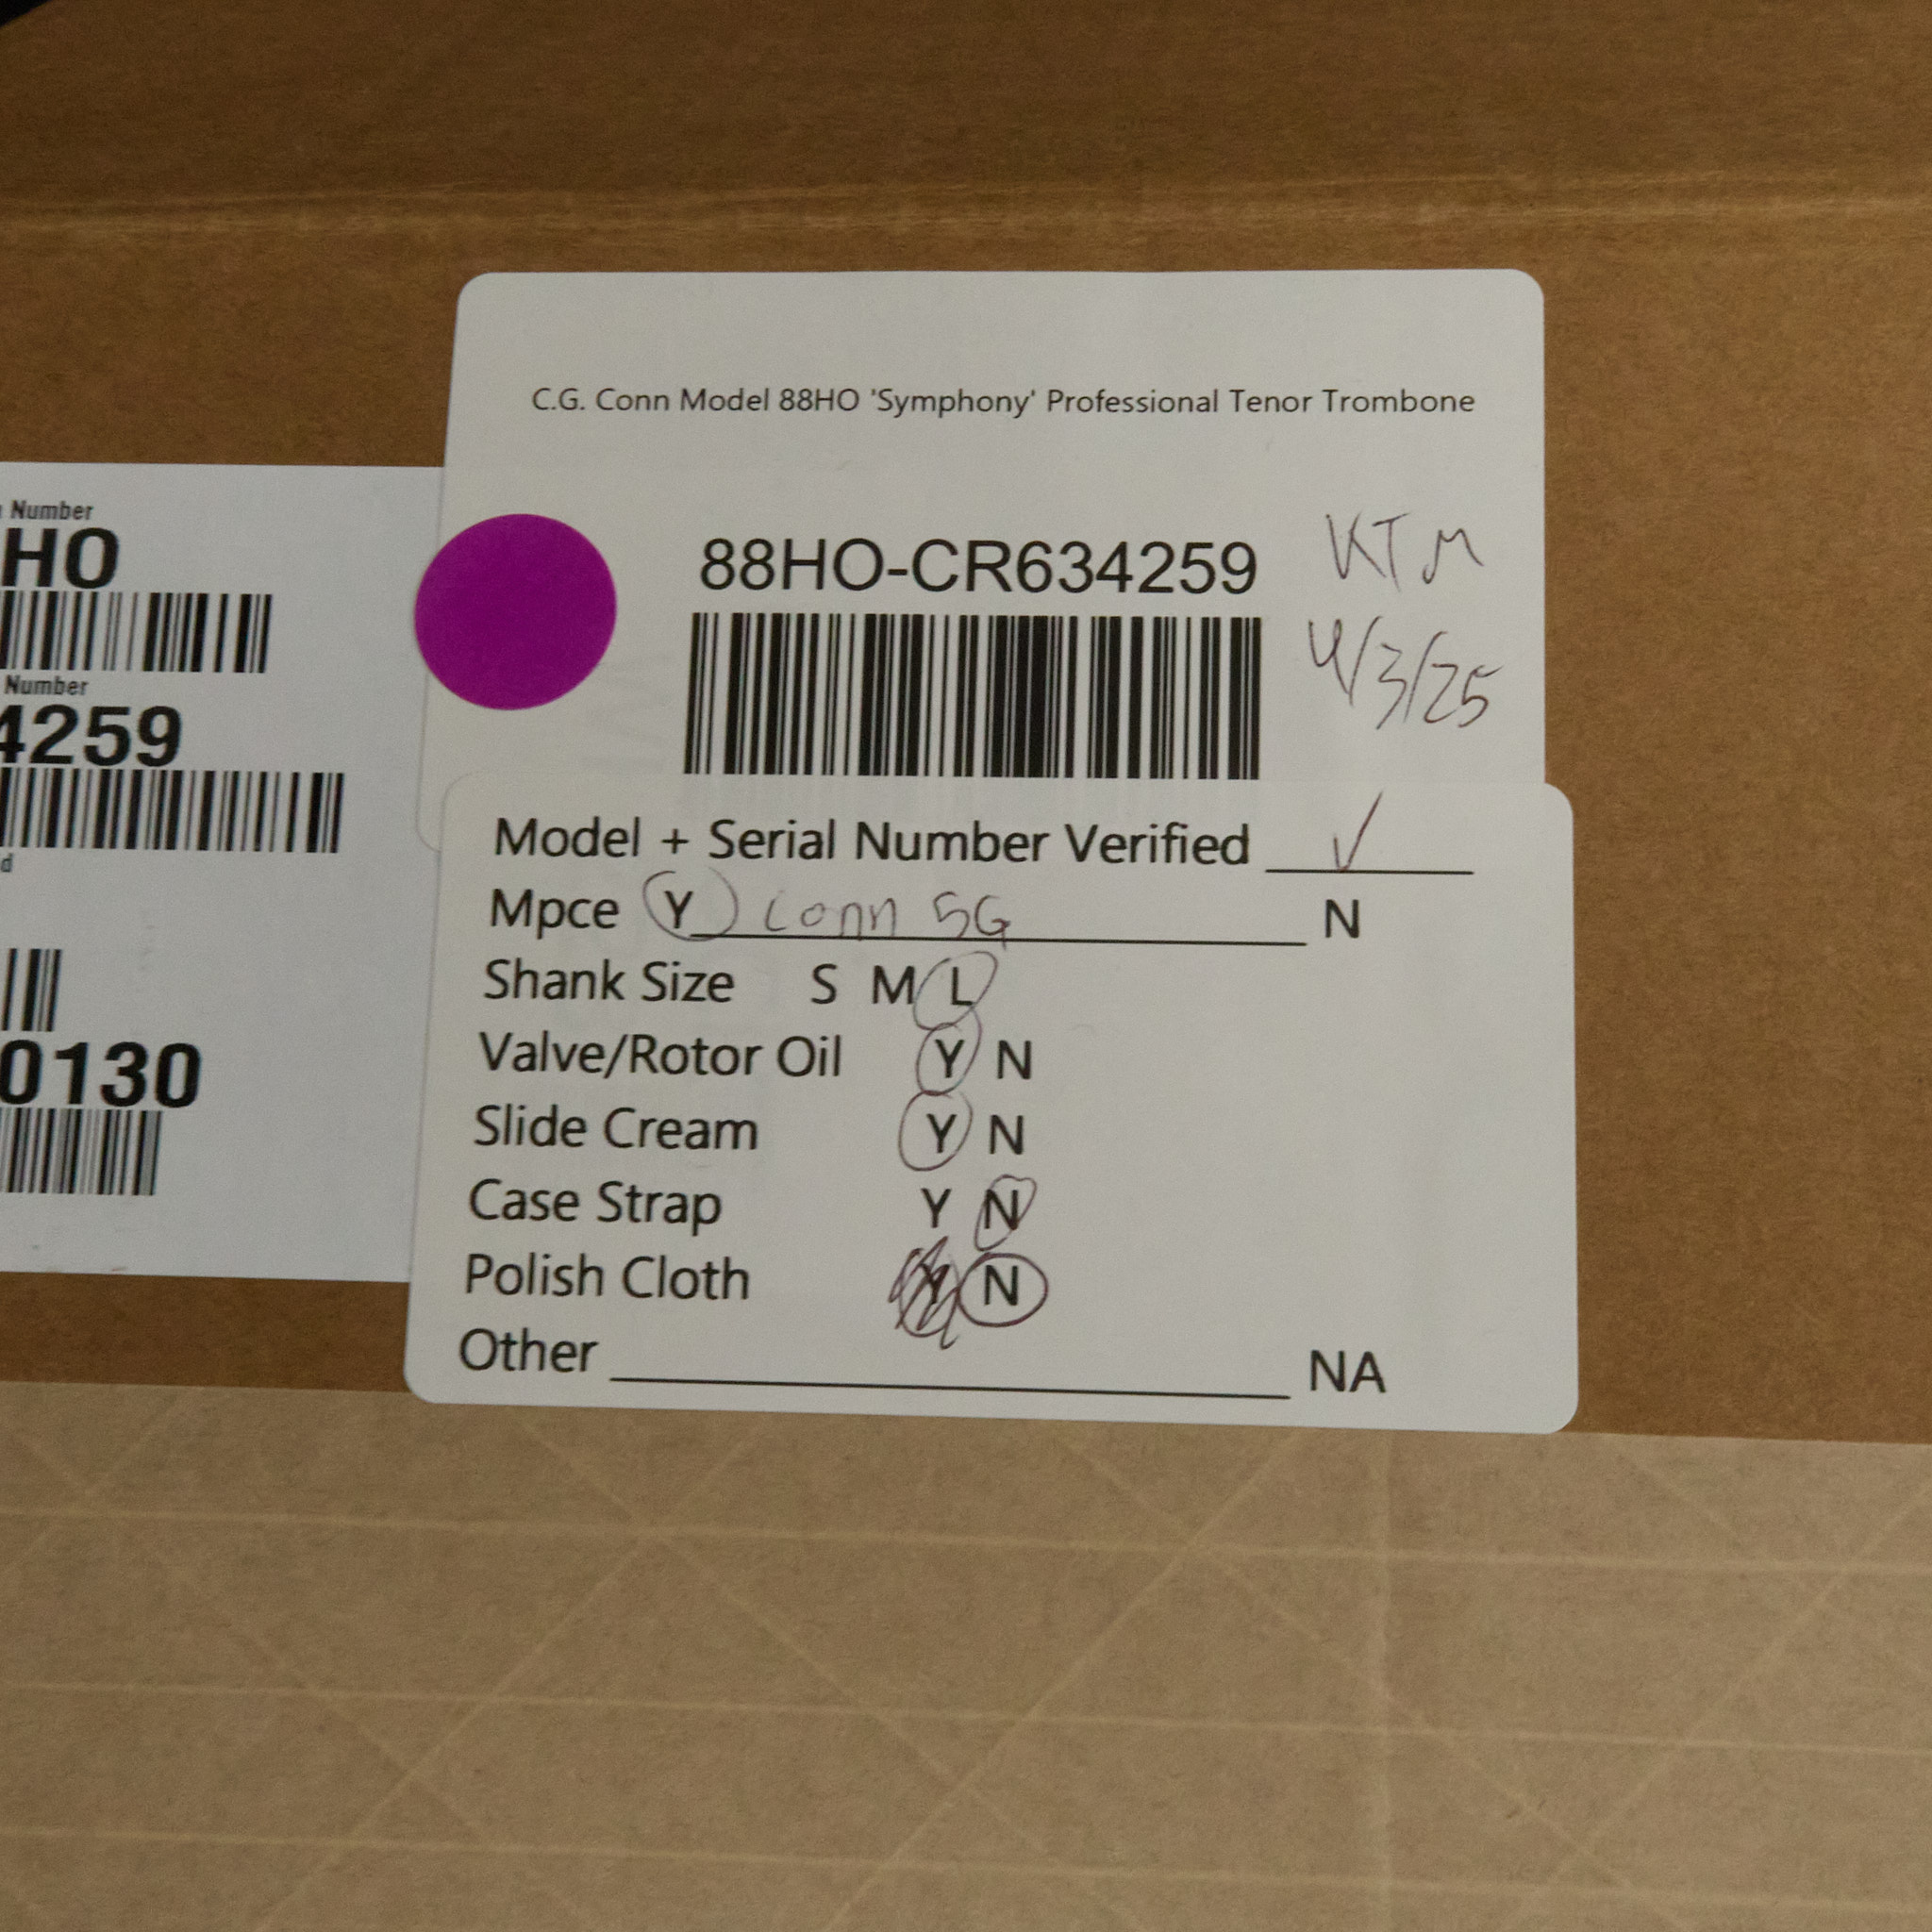 C.G. Conn Model 88HO 'Symphony' Professional Tenor Trombone
Number
HO
Number
4259
d
0130
88HO-CR634259
KTM
4/3/25
Model + Serial Number Verified ✓
Mpce Y Conn 5G N
Shank Size S M L
Valve/Rotor Oil Y N
Slide Cream Y N
Case Strap Y N
Polish Cloth Y N
Other NA